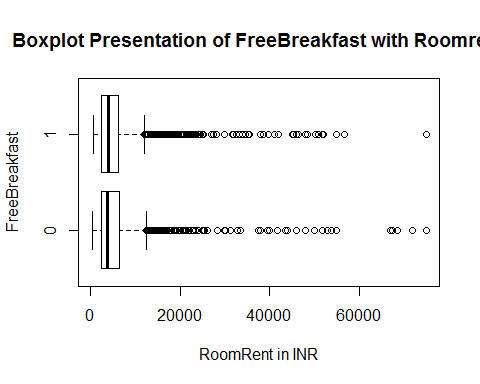 Boxplot Presentation of FreeBreakfast with Roomre
FreeBreakfast
1
0
0
20000
40000
60000
RoomRent in INR